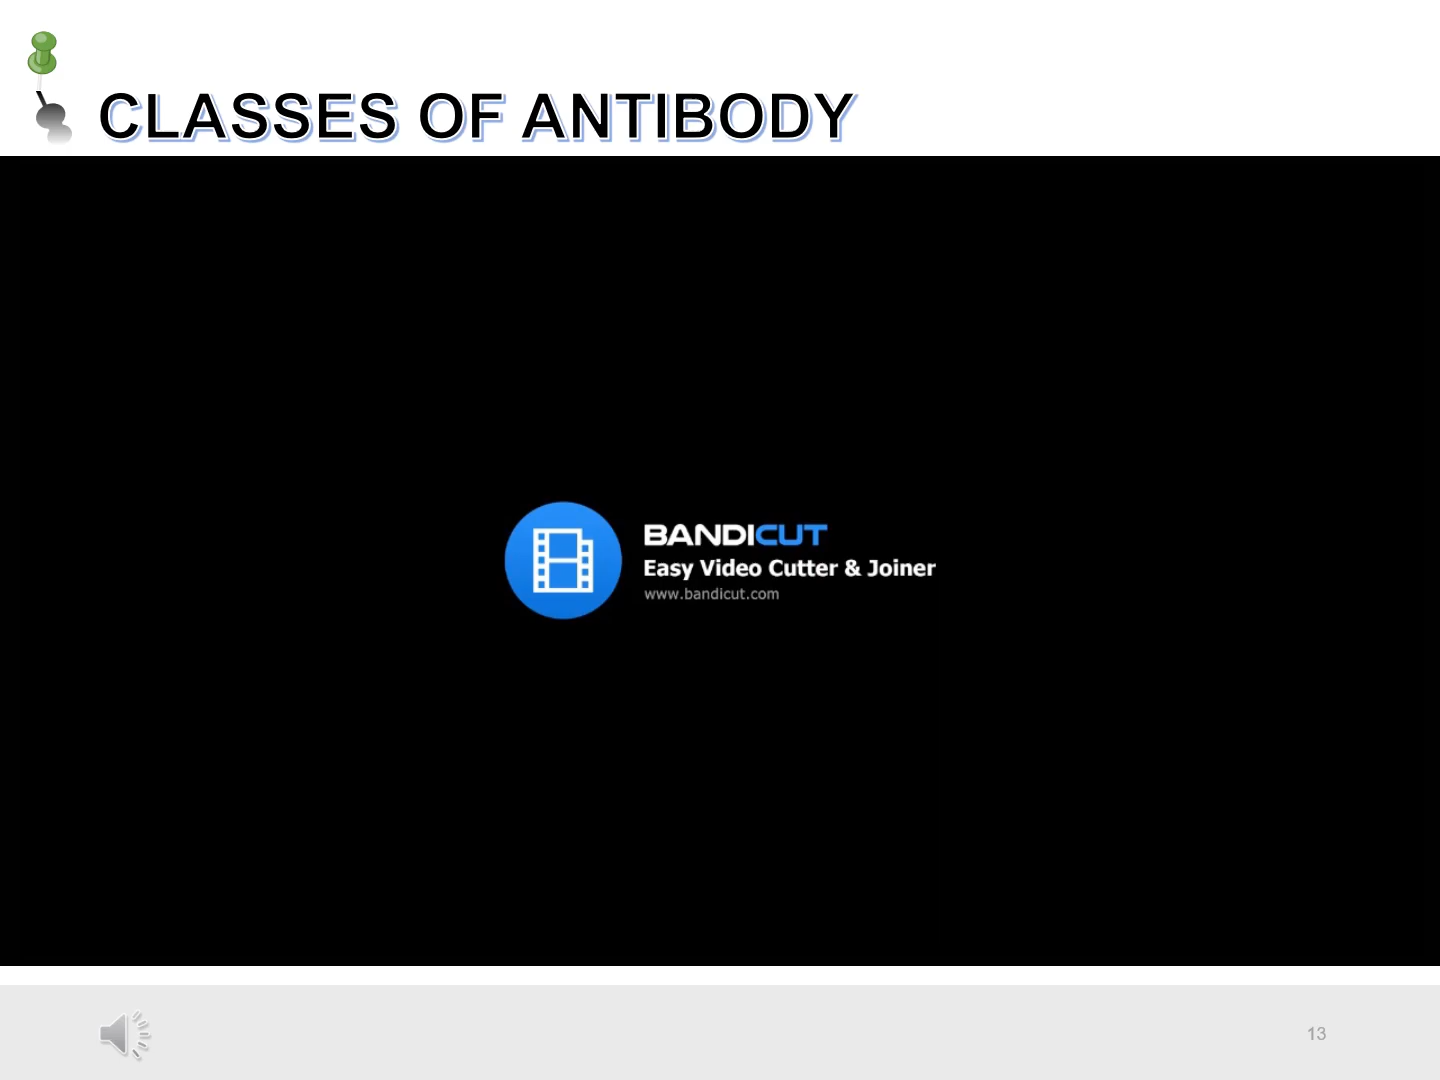 CLASSES OF ANTIBODY
BANDICUT
Easy Video Cutter & Joiner
www.bandicut.com
13